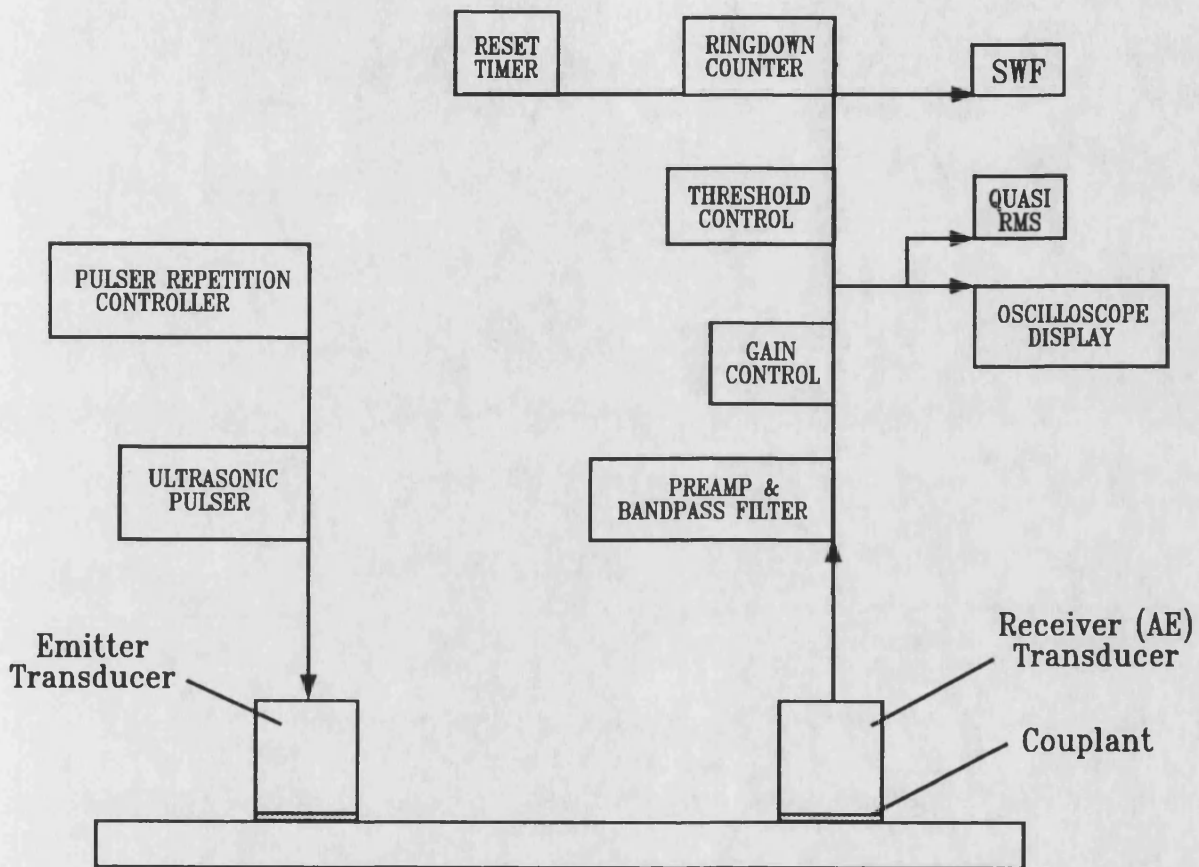 RESET
TIMER
RINGDOWN
COUNTER
SWF
THRESHOLD
CONTROL
QUASI
RMS
PULSER REPETITION
CONTROLLER
OSCILLOSCOPE
DISPLAY
GAIN
CONTROL
ULTRASONIC
PULSER
PREAMP &
BANDPASS FILTER
Emitter
Transducer
Receiver (AE)
Transducer
Couplant